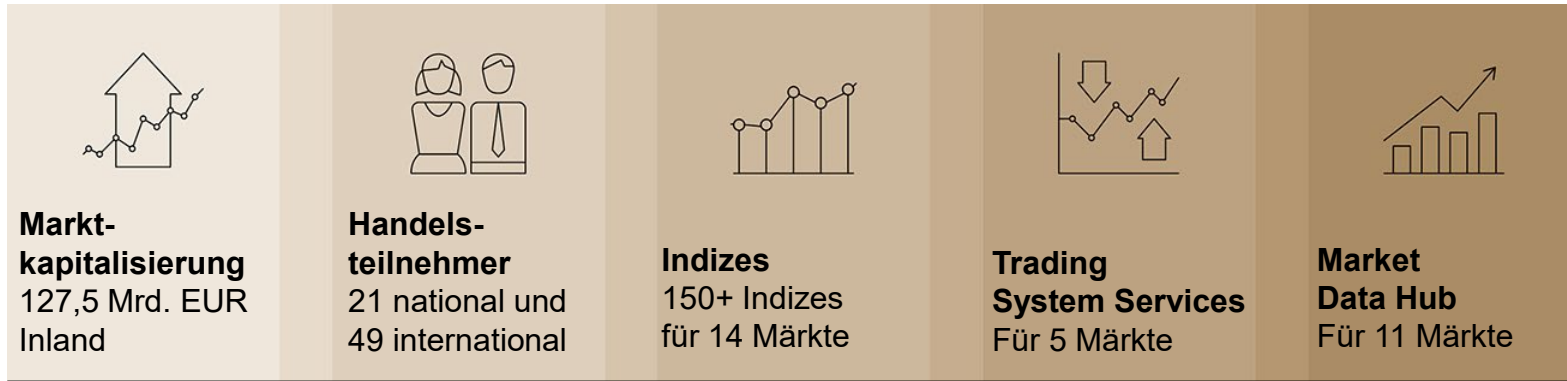 Markt-
kapitalisierung
127,5 Mrd. EUR
Inland
Handels-
teilnehmer
21 national und
49 international
Indizes
150+ Indizes
für 14 Märkte
Trading
System Services
Für 5 Märkte
Market
Data Hub
Für 11 Märkte